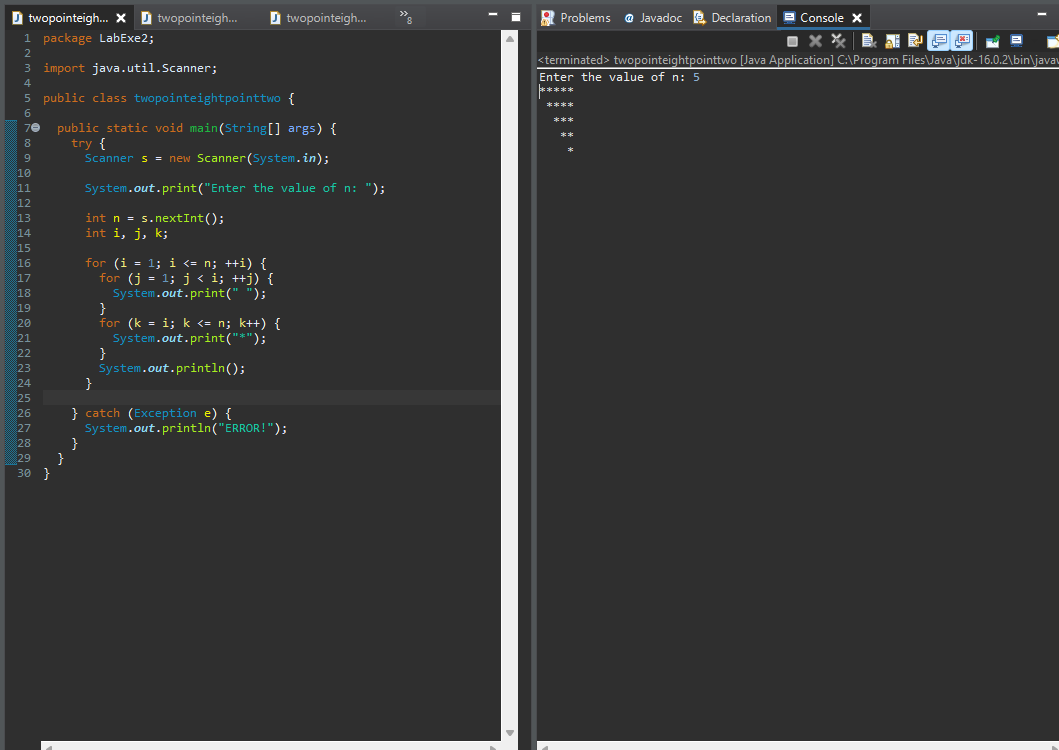 twopointeigh...
twopointeigh...
twopointeigh...
8
1 package LabExe2;
2
3 import java.util.Scanner;
4
5 public class twopointeightpointtwo {
6
7 public static void main(String[] args) {
8 try {
9 Scanner s = new Scanner(System.in);
10
11 System.out.print("Enter the value of n: ");
12
13 int n = s.nextInt();
14 int i, j, k;
15
16 for (i = 1; i <= n; ++i) {
17 for (j = 1; j < i; ++j) {
18 System.out.print(" ");
19 }
20 for (k = i; k <= n; k++) {
21 System.out.print("*");
22 }
23 System.out.println();
24 }
25
26 } catch (Exception e) {
27 System.out.println("ERROR!");
28 }
29 }
30 }
Problems @ Javadoc Declaration Console
<terminated> twopointeightpointtwo [Java Application] C:\Program Files\Java\jdk-16.0.2\bin\javaw
Enter the value of n: 5
*****
 ****
  ***
   **
    *